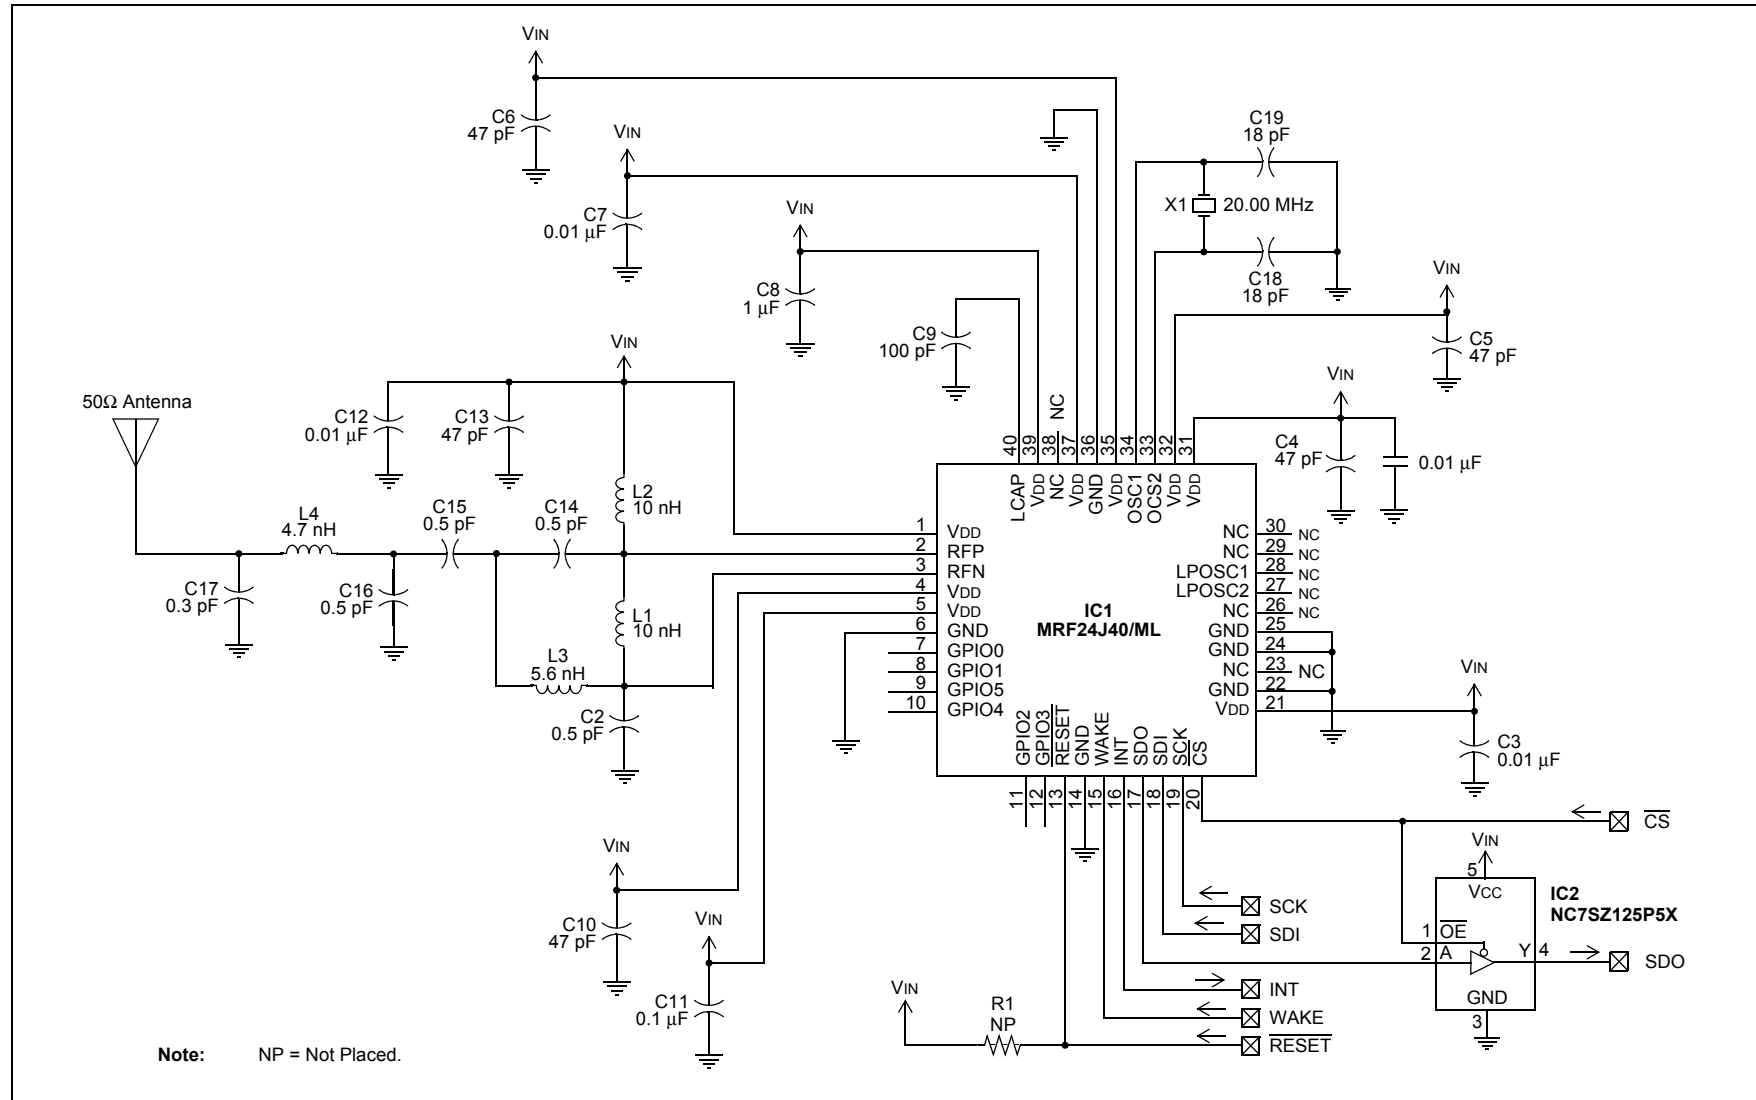 VIN
C6
47 pF
VIN
C7
0.01 μF
VIN
C8
1 μF
C9
100 pF
C19
18 pF
X1
20.00 MHz
C18
18 pF
VIN
C5
47 pF
VIN
C4
47 pF
0.01 μF
VIN
50Ω Antenna
C12
0.01 μF
C13
47 pF
L2
10 nH
L4
4.7 nH
C15
0.5 pF
C14
0.5 pF
C17
0.3 pF
C16
0.5 pF
L1
10 nH
L3
5.6 nH
C2
0.5 pF
NC
40 39 38 37 36 35 34 33 32 31
LCAP VDD NC VDD GND VDD OSC1 OCS2 VDD VDD
1 VDD
2 RFP
3 RFN
4 VDD
5 VDD
6 GND
7 GPIO0
8 GPIO1
9 GPIO5
10 GPIO4
IC1
MRF24J40/ML
NC 30 NC
NC 29 NC
LPOSC1 28 NC
LPOSC2 27 NC
NC 26 NC
GND 25
GND 24
NC 23 NC
GND 22
VDD 21
GPIO2 GPIO3 RESET GND WAKE INT SDO SDI SCK CS
11 12 13 14 15 16 17 18 19 20
VIN
C3
0.01 μF
CS
VIN
5
VCC
IC2
NC7SZ125P5X
1 OE
2 A
Y 4
GND
3
SDO
SCK
SDI
INT
WAKE
RESET
VIN
C10
47 pF
VIN
C11
0.1 μF
VIN
R1
NP
Note: NP = Not Placed.